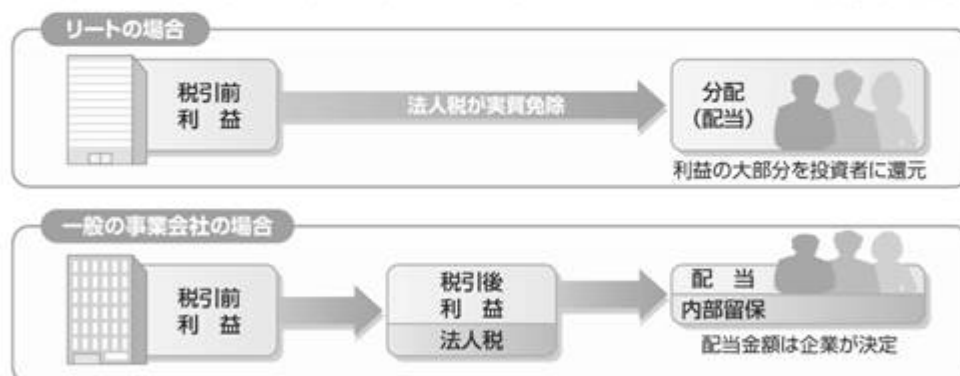 リートの場合
税引前
利 益
法人税が実質免除
分配
(配当)
利益の大部分を投資者に還元
一般の事業会社の場合
税引前
利 益
税引後
利 益
法人税
配 当
内部留保
配当金額は企業が決定